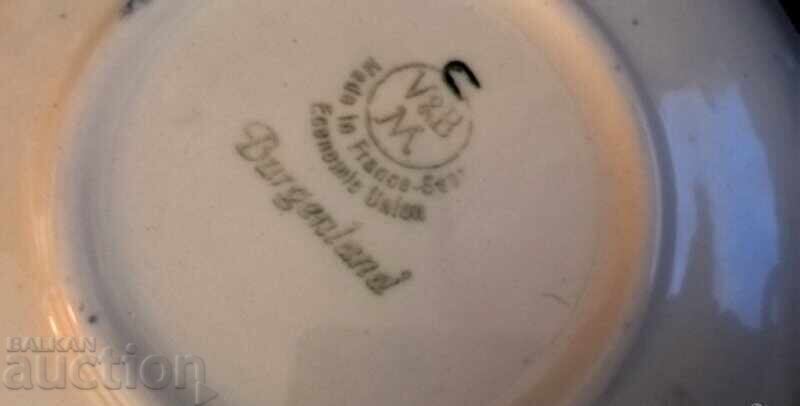 V&B
M
Made in France-Saar
Economic Union
Burgenland
C
BALKAN
auction